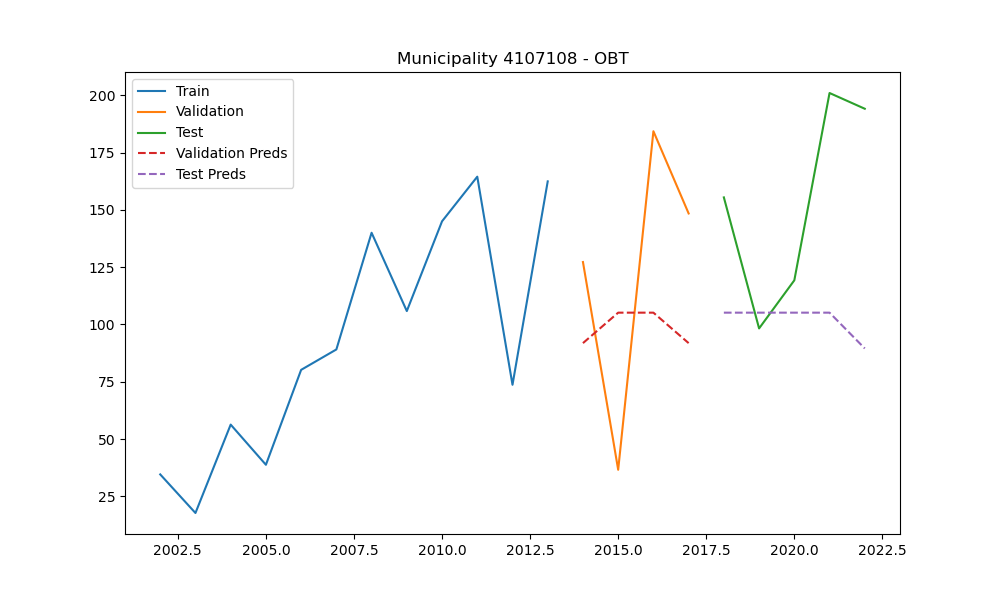 Municipality 4107108 - OBT
Train
Validation
Test
Validation Preds
Test Preds
200
175
150
125
100
75
50
25
2002.5 2005.0 2007.5 2010.0 2012.5 2015.0 2017.5 2020.0 2022.5